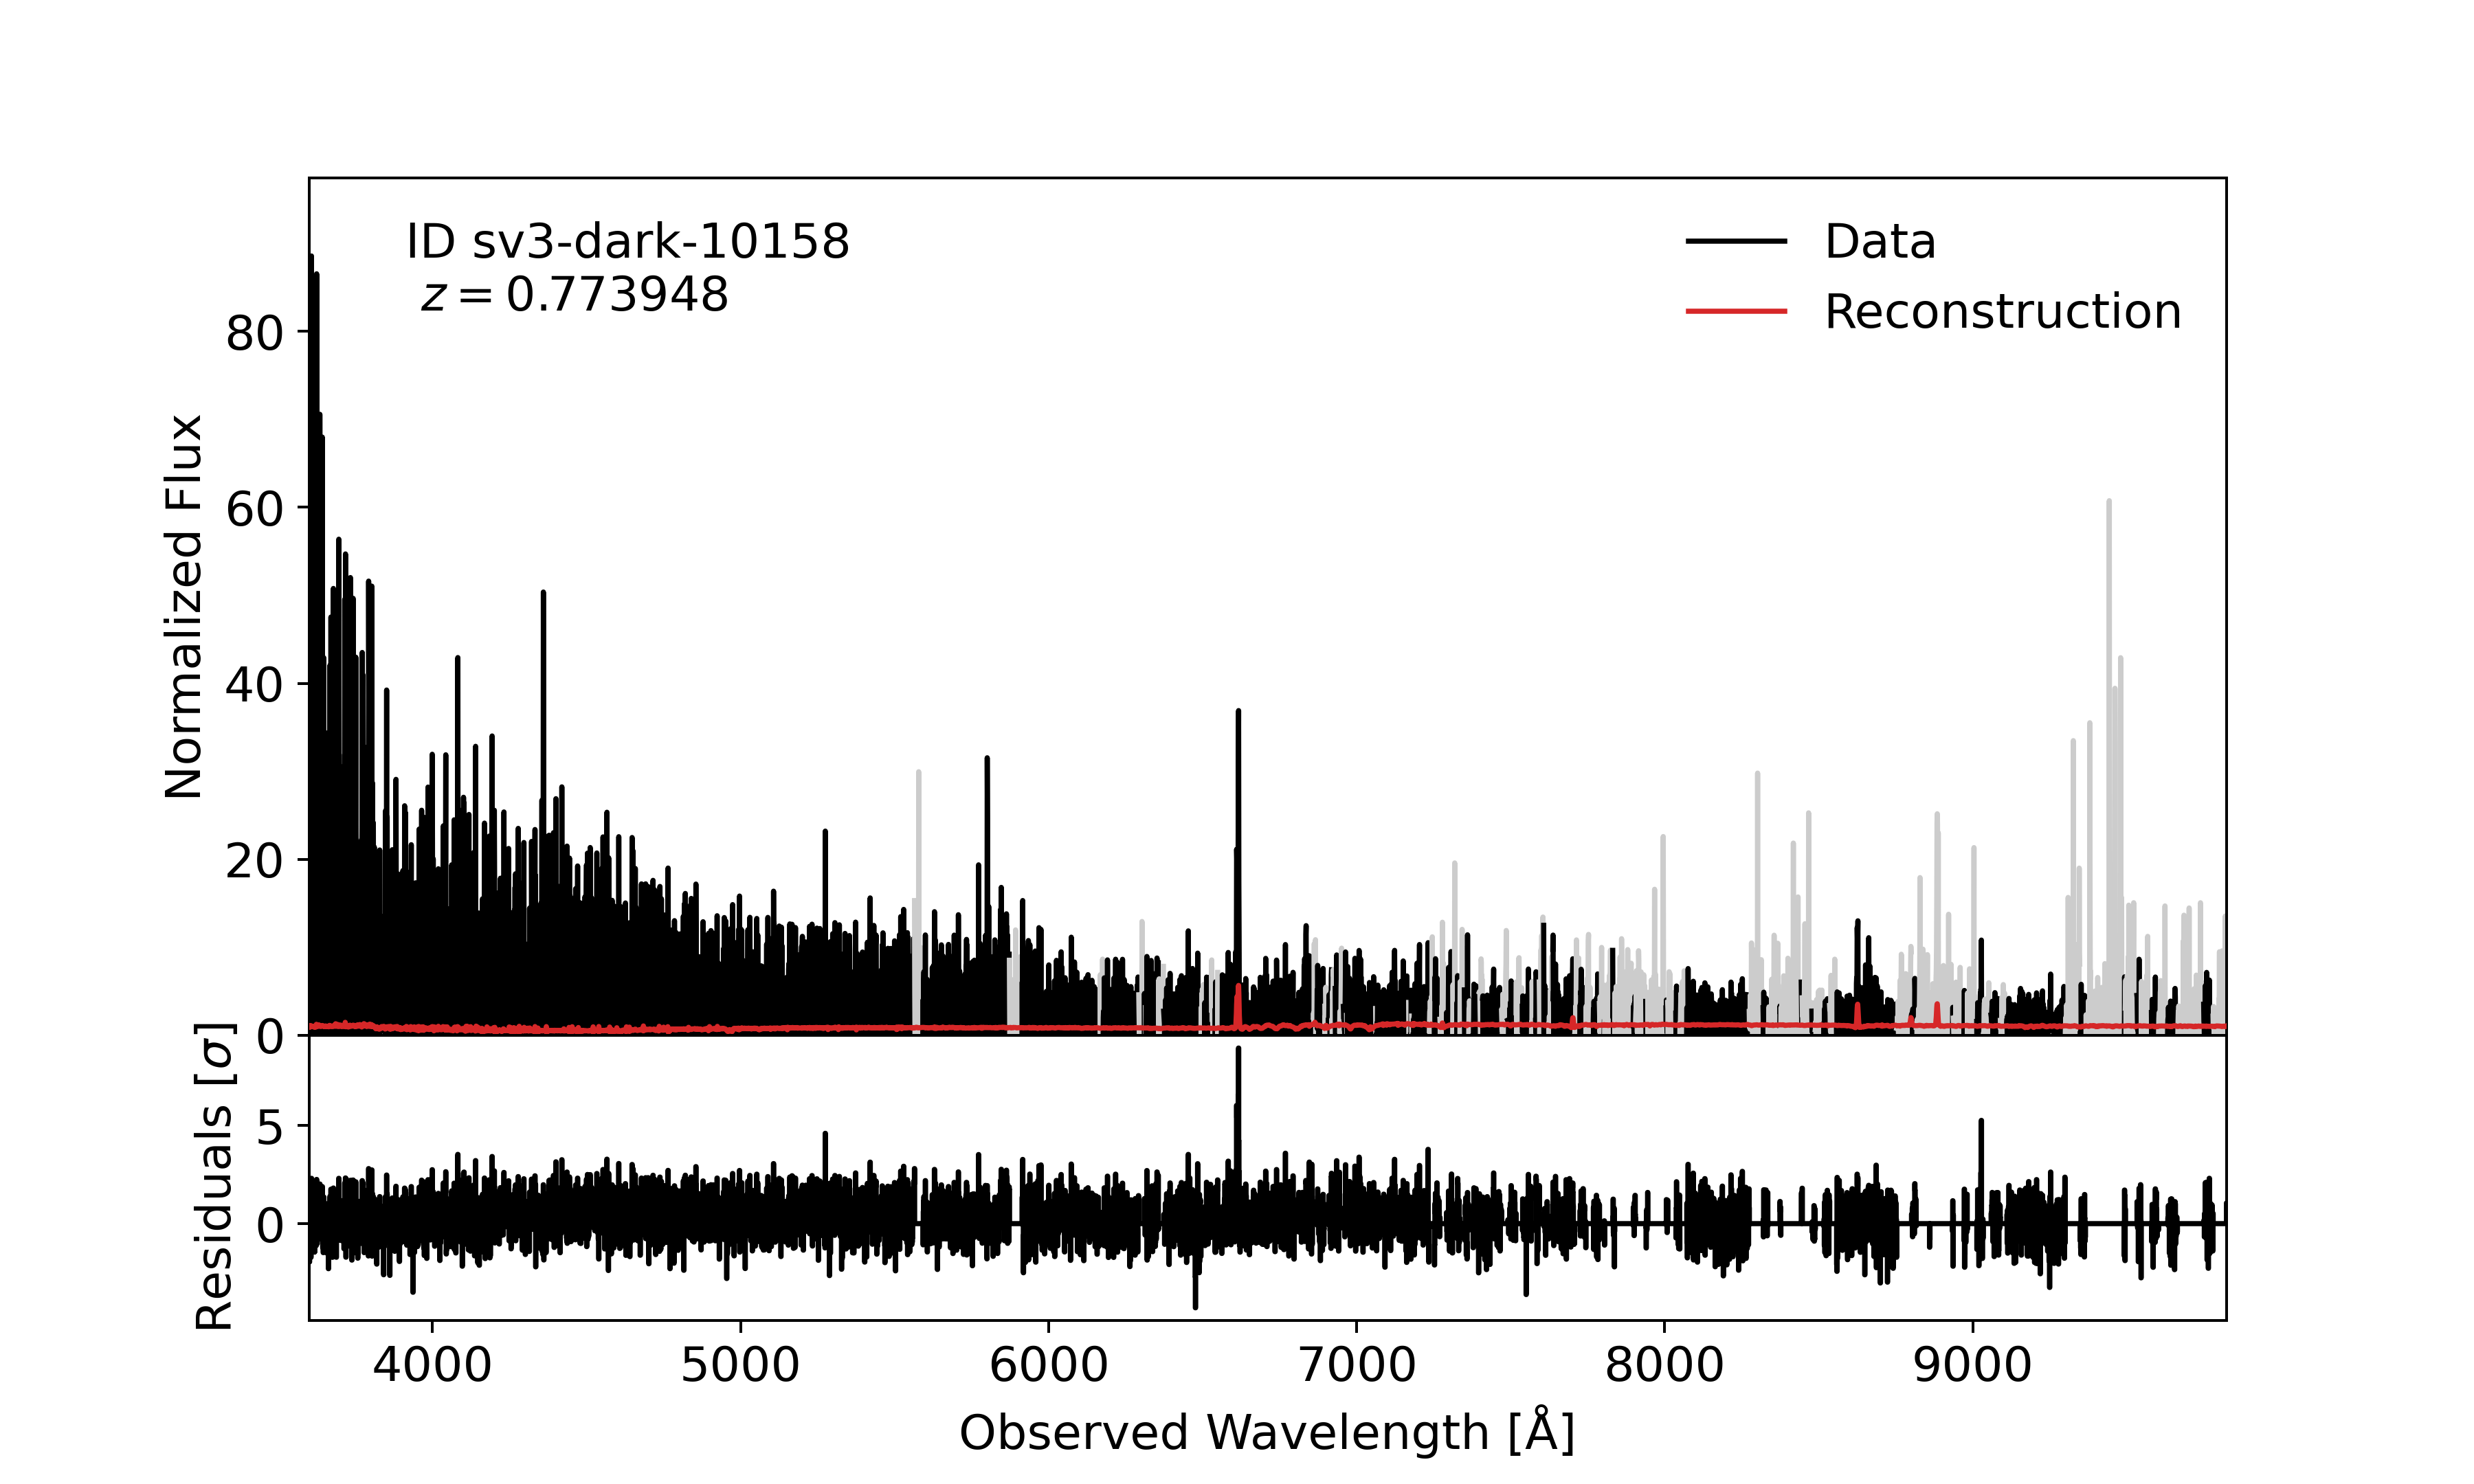 ID sv3-dark-10158
z = 0.773948
Data
Reconstruction
Normalized Flux
80
60
40
20
0
Residuals [σ]
5
0
4000 5000 6000 7000 8000 9000
Observed Wavelength [Å]